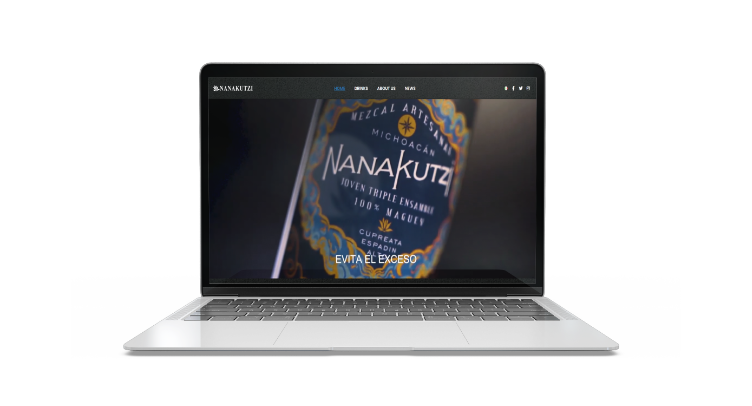 NANAKUTZI
HOME DRINKS ABOUT US NEWS
MEZCAL ARTESANAL
MICHOACÁN
NANAKUTZI
JOVEN TRIPLE ENSAMBLE
100% MAGUEY
CUPREATA
ESPADIN
EVITA EL EXCESO